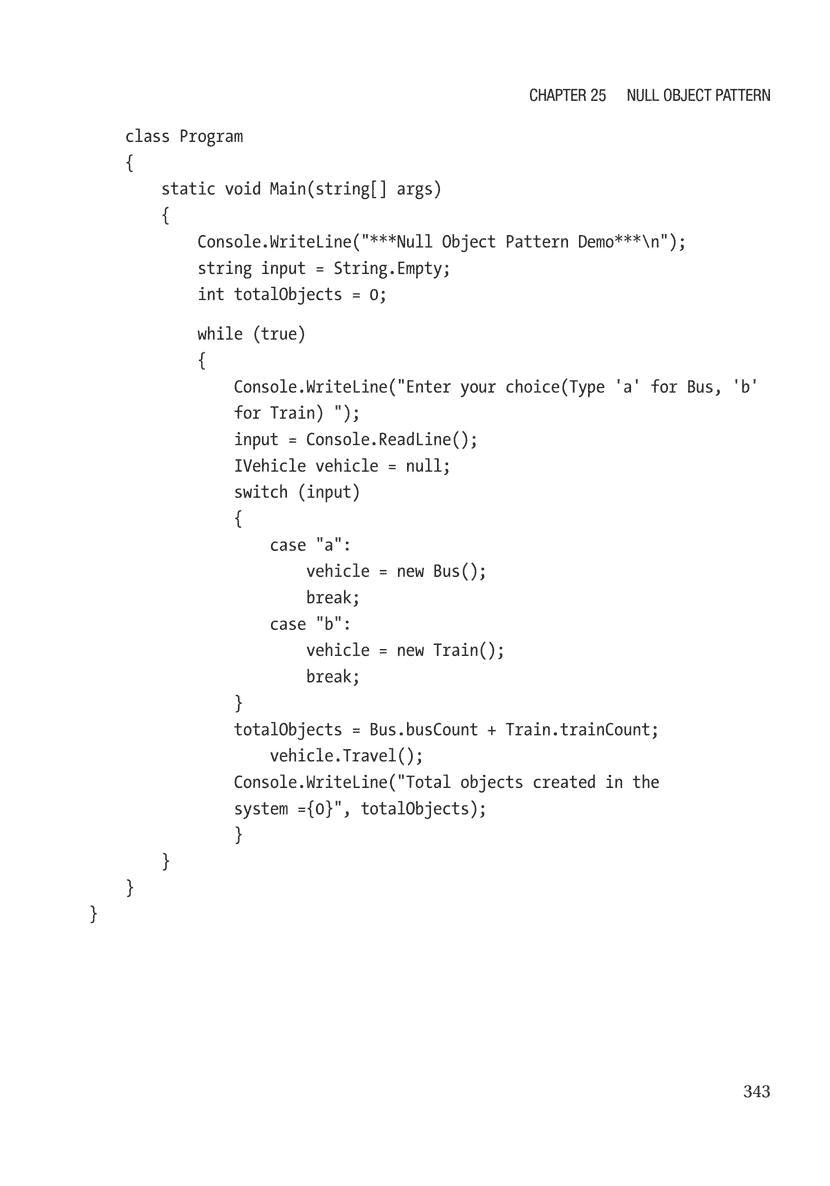 CHAPTER 25 NULL OBJECT PATTERN
class Program
{
static void Main(string[] args)
{
Console.WriteLine("***Null Object Pattern Demo***\n");
string input = String.Empty;
int totalObjects = 0;
while (true)
{
Console.WriteLine("Enter your choice(Type 'a' for Bus, 'b'
for Train) ");
input = Console.ReadLine();
IVehicle vehicle = null;
switch (input)
{
case "a":
vehicle = new Bus();
break;
case "b":
vehicle = new Train();
break;
}
totalObjects = Bus.busCount + Train.trainCount;
vehicle.Travel();
Console.WriteLine("Total objects created in the
system ={0}", totalObjects);
}
}
}
}
343